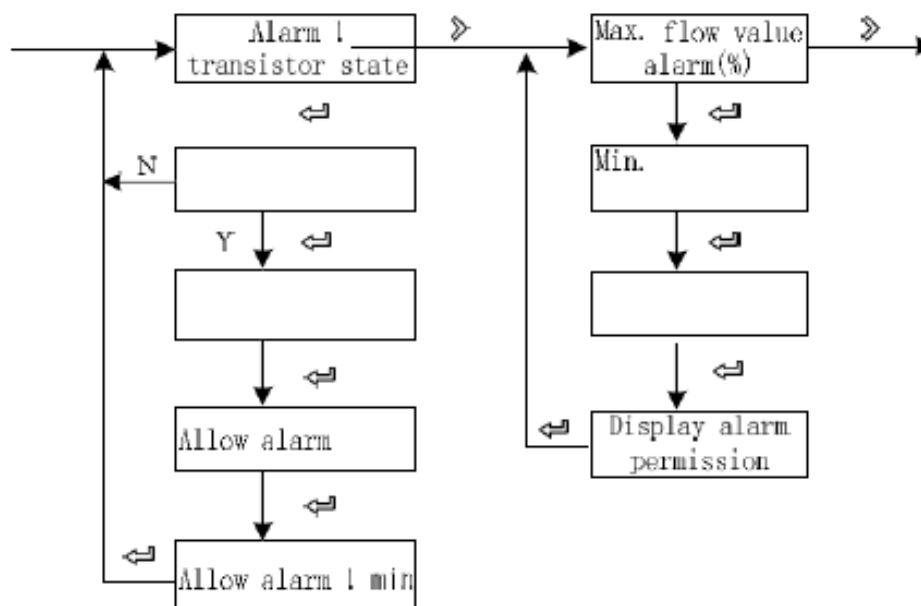 Alarm 1
transistor state
Max. flow value
alarm(%)
N
Min.
Y
Allow alarm
Display alarm
permission
Allow alarm 1 min